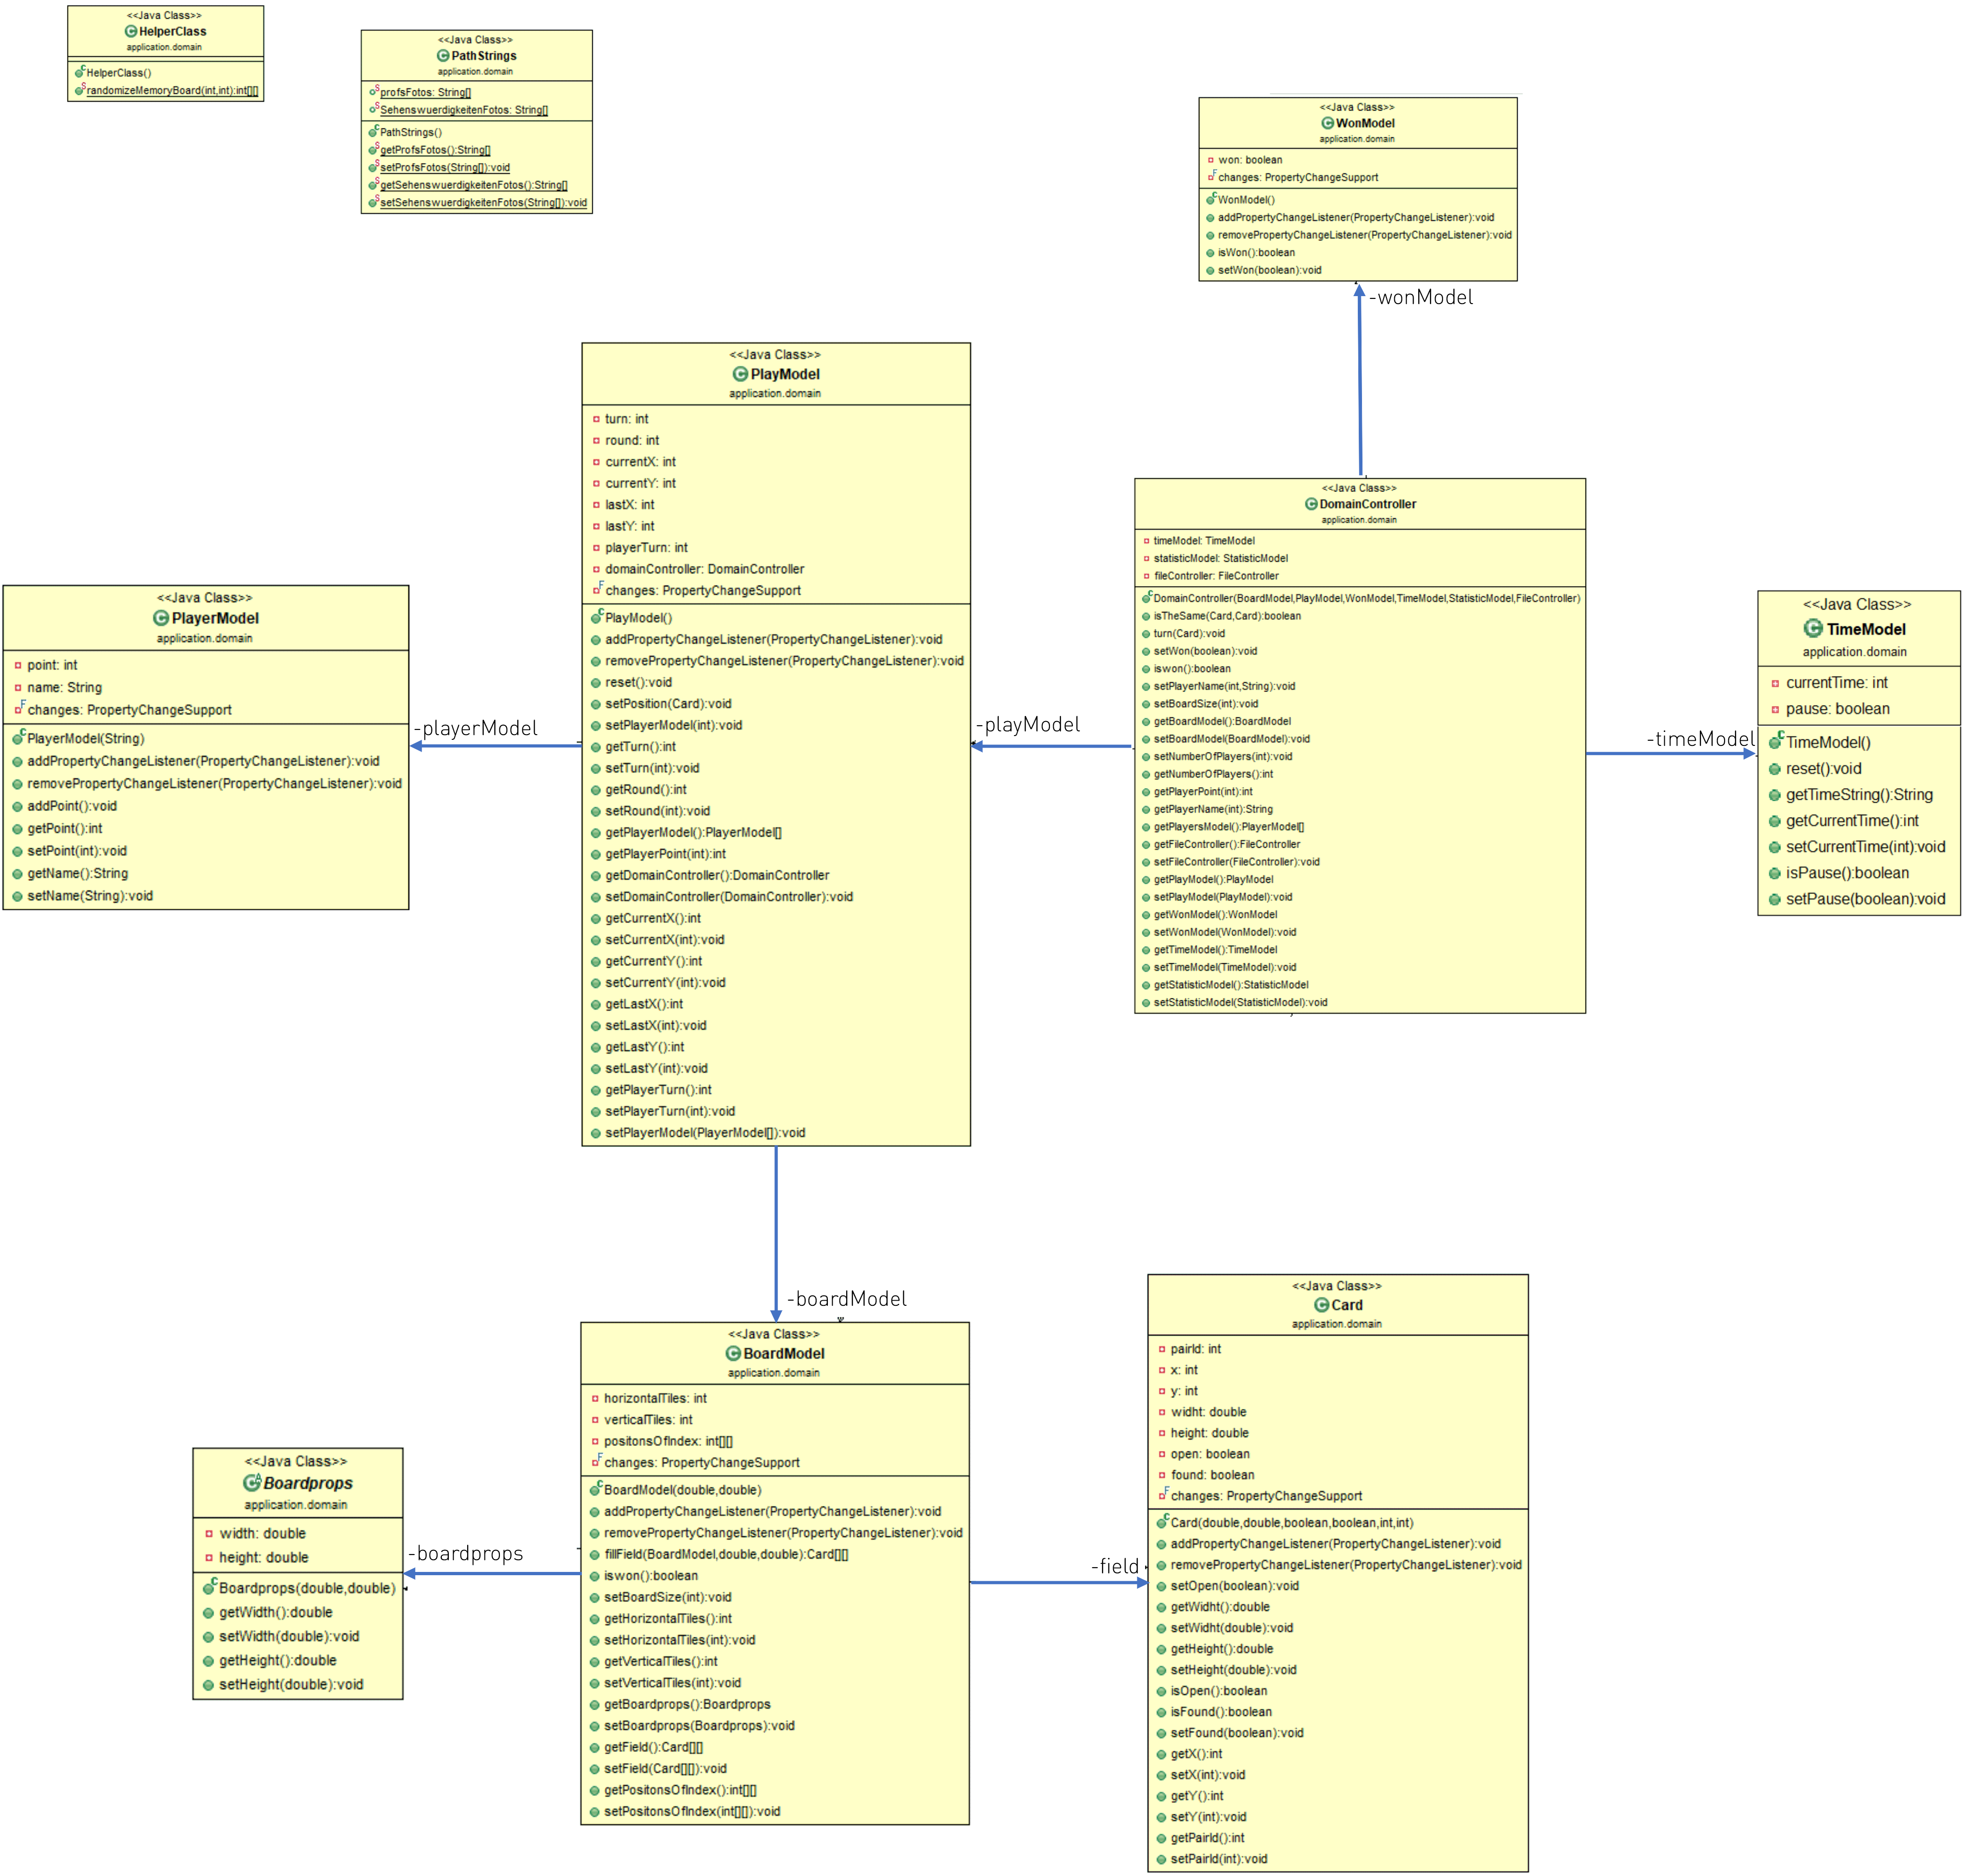 <<Java Class>>
HelperClass
application.domain
HelperClass()
randomizeMemoryBoard(int,int):int[][]
<<Java Class>>
PathStrings
application.domain
profsFotos: String[]
SehenswuerdigkeitenFotos: String[]
PathStrings()
getProfsFotos():String[]
setProfsFotos(String[]):void
getSehenswuerdigkeitenFotos():String[]
setSehenswuerdigkeitenFotos(String[]):void
<<Java Class>>
WonModel
application.domain
won: boolean
changes: PropertyChangeSupport
WonModel()
addPropertyChangeListener(PropertyChangeListener):void
removePropertyChangeListener(PropertyChangeListener):void
isWon():boolean
setWon(boolean):void
-wonModel
<<Java Class>>
PlayModel
application.domain
turn: int
round: int
currentX: int
currentY: int
lastX: int
lastY: int
playerTurn: int
domainController: DomainController
changes: PropertyChangeSupport
PlayModel()
addPropertyChangeListener(PropertyChangeListener):void
removePropertyChangeListener(PropertyChangeListener):void
reset():void
setPosition(Card):void
setPlayerModel(int):void
getTurn():int
setTurn(int):void
getRound():int
setRound(int):void
getPlayerModel():PlayerModel[]
getPlayerPoint(int):int
getDomainController():DomainController
setDomainController(DomainController):void
getCurrentX():int
setCurrentX(int):void
getCurrentY():int
setCurrentY(int):void
getLastX():int
setLastX(int):void
getLastY():int
setLastY(int):void
getPlayerTurn():int
setPlayerTurn(int):void
setPlayerModel(PlayerModel[]):void
<<Java Class>>
DomainController
application.domain
timeModel: TimeModel
statisticModel: StatisticModel
fileController: FileController
DomainController(BoardModel,PlayModel,WonModel,TimeModel,StatisticModel,FileController)
isTheSame(Card,Card):boolean
turn(Card):void
setWon(boolean):void
iswon():boolean
setPlayerName(int,String):void
setBoardSize(int):void
getBoardModel():BoardModel
setBoardModel(BoardModel):void
setNumberOfPlayers(int):void
getNumberOfPlayers():int
getPlayerPoint(int):int
getPlayerName(int):String
getPlayersModel():PlayerModel[]
getFileController():FileController
setFileController(FileController):void
getPlayModel():PlayModel
setPlayModel(PlayModel):void
getWonModel():WonModel
setWonModel(WonModel):void
getTimeModel():TimeModel
setTimeModel(TimeModel):void
getStatisticModel():StatisticModel
setStatisticModel(StatisticModel):void
<<Java Class>>
PlayerModel
application.domain
point: int
name: String
changes: PropertyChangeSupport
PlayerModel(String)
addPropertyChangeListener(PropertyChangeListener):void
removePropertyChangeListener(PropertyChangeListener):void
addPoint():void
getPoint():int
setPoint(int):void
getName():String
setName(String):void
-playerModel
-playModel
-timeModel
<<Java Class>>
TimeModel
application.domain
currentTime: int
pause: boolean
TimeModel()
reset():void
getTimeString():String
getCurrentTime():int
setCurrentTime(int):void
isPause():boolean
setPause(boolean):void
-boardModel
<<Java Class>>
BoardModel
application.domain
horizontalTiles: int
verticalTiles: int
positonsOfIndex: int[][]
changes: PropertyChangeSupport
BoardModel(double,double)
addPropertyChangeListener(PropertyChangeListener):void
removePropertyChangeListener(PropertyChangeListener):void
fillField(BoardModel,double,double):Card[][]
iswon():boolean
setBoardSize(int):void
getHorizontalTiles():int
setHorizontalTiles(int):void
getVerticalTiles():int
setVerticalTiles(int):void
getBoardprops():Boardprops
setBoardprops(Boardprops):void
getField():Card[][]
setField(Card[][]):void
getPositonsOfIndex():int[][]
setPositonsOfIndex(int[][]):void
<<Java Class>>
Boardprops
application.domain
width: double
height: double
Boardprops(double,double)
getWidth():double
setWidth(double):void
getHeight():double
setHeight(double):void
-boardprops
-field
<<Java Class>>
Card
application.domain
pairId: int
x: int
y: int
widht: double
height: double
open: boolean
found: boolean
changes: PropertyChangeSupport
Card(double,double,boolean,boolean,int,int)
addPropertyChangeListener(PropertyChangeListener):void
removePropertyChangeListener(PropertyChangeListener):void
setOpen(boolean):void
getWidht():double
setWidht(double):void
getHeight():double
setHeight(double):void
isOpen():boolean
isFound():boolean
setFound(boolean):void
getX():int
setX(int):void
getY():int
setY(int):void
getPairId():int
setPairId(int):void